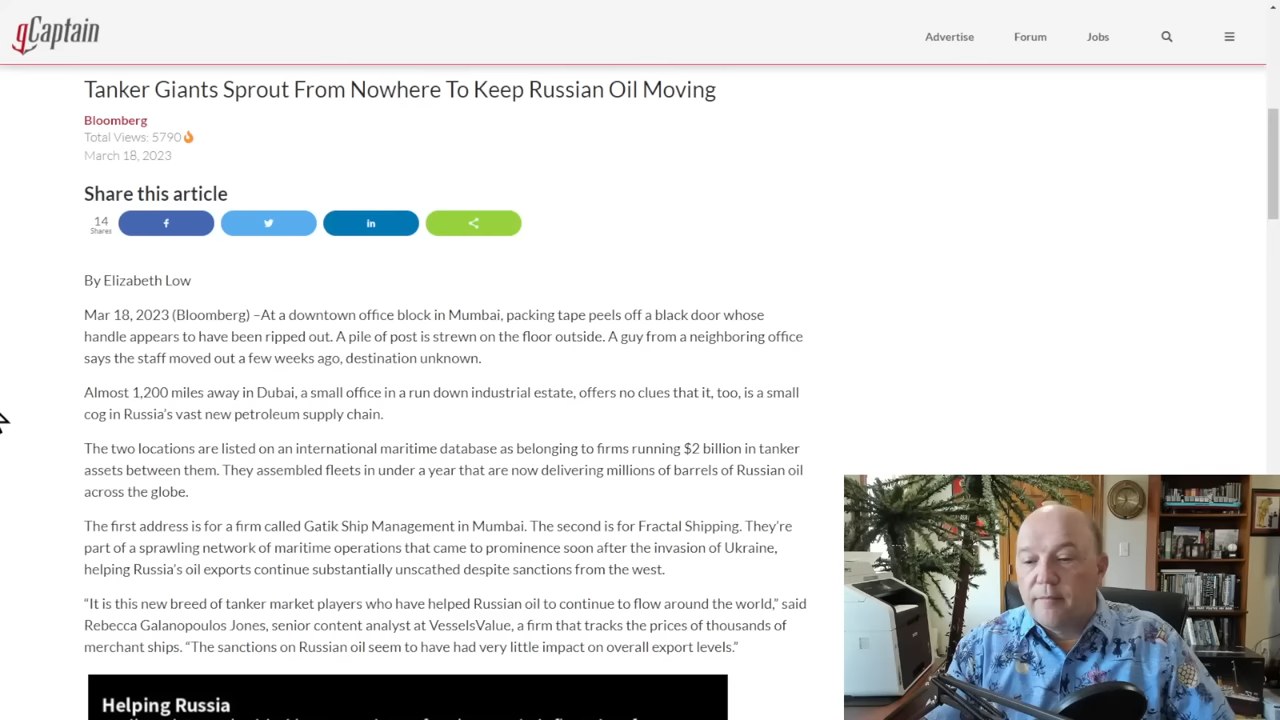 gCaptain
Advertise
Forum
Jobs
Tanker Giants Sprout From Nowhere To Keep Russian Oil Moving
Bloomberg
Total Views: 5790
March 18, 2023
Share this article
14
Shares
By Elizabeth Low
Mar 18, 2023 (Bloomberg) –At a downtown office block in Mumbai, packing tape peels off a black door whose
handle appears to have been ripped out. A pile of post is strewn on the floor outside. A guy from a neighboring office
says the staff moved out a few weeks ago, destination unknown.
Almost 1,200 miles away in Dubai, a small office in a run down industrial estate, offers no clues that it, too, is a small
cog in Russia’s vast new petroleum supply chain.
The two locations are listed on an international maritime database as belonging to firms running $2 billion in tanker
assets between them. They assembled fleets in under a year that are now delivering millions of barrels of Russian oil
across the globe.
The first address is for a firm called Gatik Ship Management in Mumbai. The second is for Fractal Shipping. They’re
part of a sprawling network of maritime operations that came to prominence soon after the invasion of Ukraine,
helping Russia’s oil exports continue substantially unscathed despite sanctions from the west.
“It is this new breed of tanker market players who have helped Russian oil to continue to flow around the world,” said
Rebecca Galanopoulos Jones, senior content analyst at VesselsValue, a firm that tracks the prices of thousands of
merchant ships. “The sanctions on Russian oil seem to have had very little impact on overall export levels.”
Helping Russia